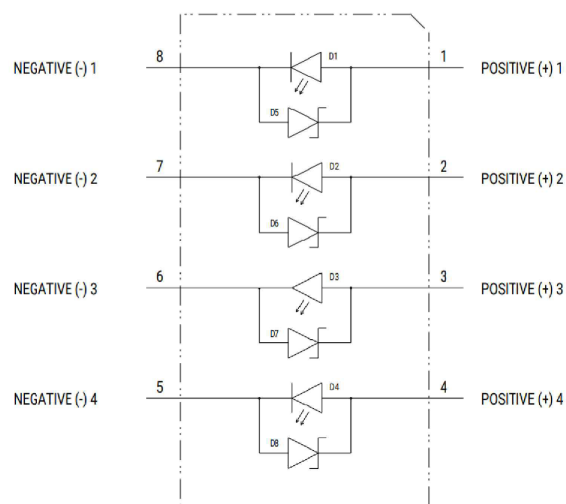 NEGATIVE (-) 1 8 D1 1 POSITIVE (+) 1
D5
NEGATIVE (-) 2 7 D2 2 POSITIVE (+) 2
D6
NEGATIVE (-) 3 6 D3 3 POSITIVE (+) 3
D7
NEGATIVE (-) 4 5 D4 4 POSITIVE (+) 4
D8